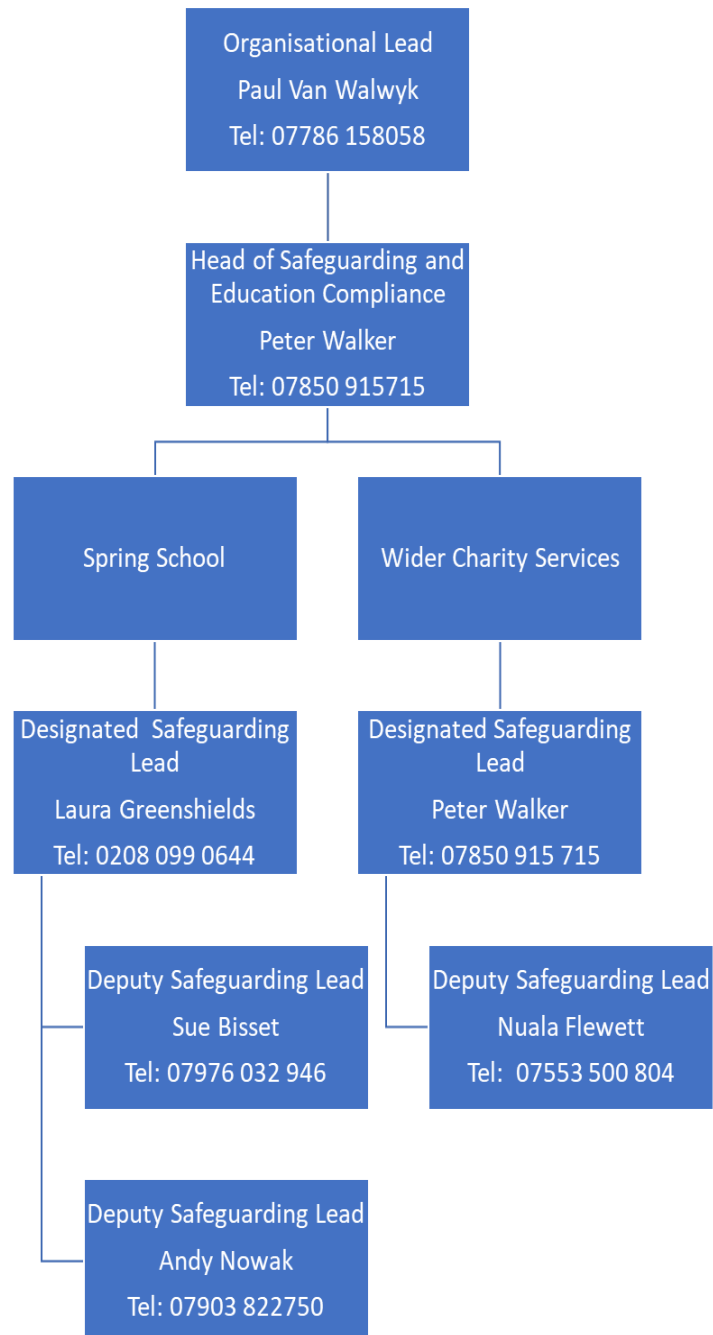 Organisational Lead
Paul Van Walwyk
Tel: 07786 158058
Head of Safeguarding and
Education Compliance
Peter Walker
Tel: 07850 915715
Spring School
Wider Charity Services
Designated Safeguarding
Lead
Laura Greenshields
Tel: 0208 099 0644
Designated Safeguarding
Lead
Peter Walker
Tel: 07850 915 715
Deputy Safeguarding Lead
Sue Bisset
Tel: 07976 032 946
Deputy Safeguarding Lead
Nuala Flewett
Tel: 07553 500 804
Deputy Safeguarding Lead
Andy Nowak
Tel: 07903 822750